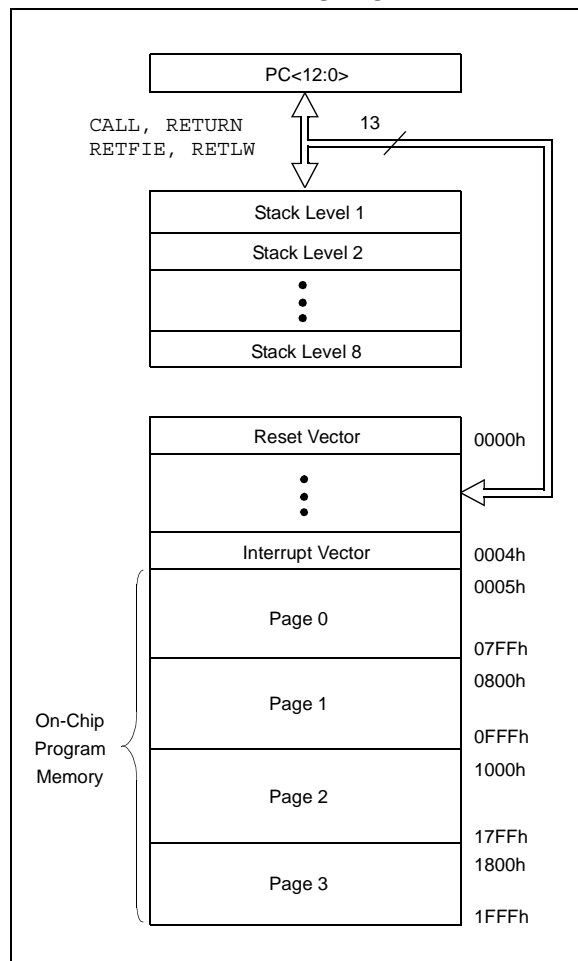 PC<12:0>
CALL, RETURN
RETFIE, RETLW
13
Stack Level 1
Stack Level 2
Stack Level 8
Reset Vector
0000h
Interrupt Vector
0004h
0005h
Page 0
07FFh
0800h
Page 1
0FFFh
On-Chip
Program
Memory
1000h
Page 2
17FFh
1800h
Page 3
1FFFh